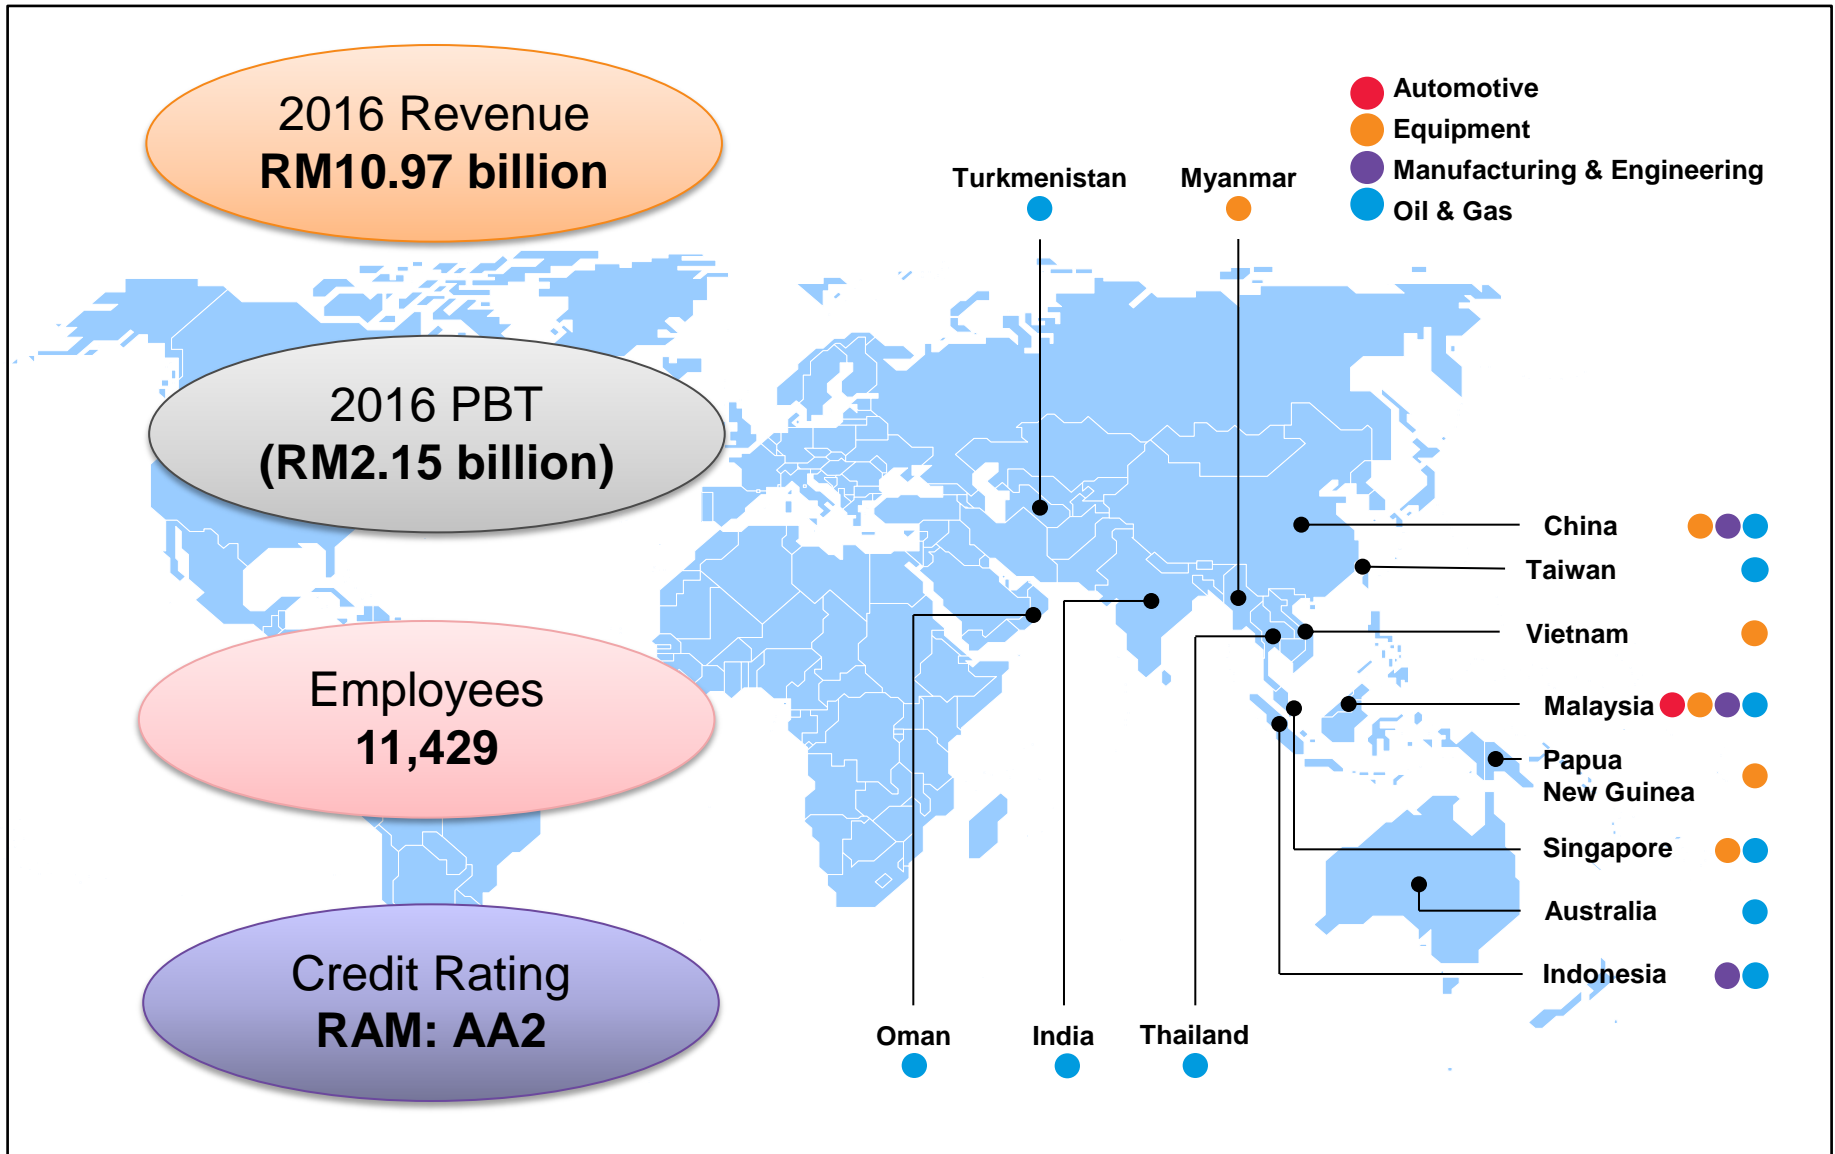 2016 Revenue
RM10.97 billion
2016 PBT
(RM2.15 billion)
Employees
11,429
Credit Rating
RAM: AA2
Automotive
Equipment
Manufacturing & Engineering
Oil & Gas
Turkmenistan
Myanmar
China
Taiwan
Vietnam
Malaysia
Papua
New Guinea
Singapore
Australia
Indonesia
Oman
India
Thailand